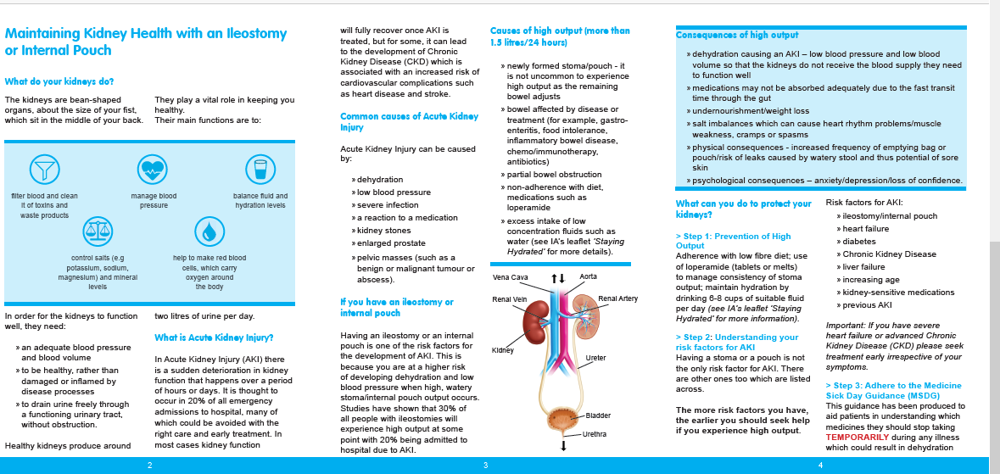 Maintaining Kidney Health with an Ileostomy
or Internal Pouch
What do your kidneys do?
The kidneys are bean-shaped
organs, about the size of your fist,
which sit in the middle of your back.
They play a vital role in keeping you
healthy.
Their main functions are to:
filter blood and clean
it of toxins and
waste products
manage blood
pressure
balance fluid and
hydration levels
control salts (e.g
potassium, sodium,
magnesium) and mineral
levels
help to make red blood
cells, which carry
oxygen around
the body
In order for the kidneys to function
well, they need:
» an adequate blood pressure
and blood volume
» to be healthy, rather than
damaged or inflamed by
disease processes
» to drain urine freely through
a functioning urinary tract,
without obstruction.
Healthy kidneys produce around
two litres of urine per day.
What is Acute Kidney Injury?
In Acute Kidney Injury (AKI) there
is a sudden deterioration in kidney
function that happens over a period
of hours or days. It is thought to
occur in 20% of all emergency
admissions to hospital, many of
which could be avoided with the
right care and early treatment. In
most cases kidney function
2
will fully recover once AKI is
treated, but for some, it can lead
to the development of Chronic
Kidney Disease (CKD) which is
associated with an increased risk of
cardiovascular complications such
as heart disease and stroke.
Common causes of Acute Kidney
Injury
Acute Kidney Injury can be caused
by:
» dehydration
» low blood pressure
» severe infection
» a reaction to a medication
» kidney stones
» enlarged prostate
» pelvic masses (such as a
benign or malignant tumour or
abscess).
If you have an ileostomy or
internal pouch
Having an ileostomy or an internal
pouch is one of the risk factors for
the development of AKI. This is
because you are at a higher risk
of developing dehydration and low
blood pressure when high, watery
stoma/internal pouch output occurs.
Studies have shown that 30% of
all people with ileostomies will
experience high output at some
point with 20% being admitted to
hospital due to AKI.
Causes of high output (more than
1.5 litres/24 hours)
» newly formed stoma/pouch - it
is not uncommon to experience
high output as the remaining
bowel adjusts
» bowel affected by disease or
treatment (for example, gastro-
enteritis, food intolerance,
inflammatory bowel disease,
chemo/immunotherapy,
antibiotics)
» partial bowel obstruction
» non-adherence with diet,
medications such as
loperamide
» excess intake of low
concentration fluids such as
water (see IA's leaflet 'Staying
Hydrated' for more details).
Vena Cava
Aorta
Renal Vein
Renal Artery
Kidney
Ureter
Bladder
Urethra
3
Consequences of high output
» dehydration causing an AKI – low blood pressure and low blood
volume so that the kidneys do not receive the blood supply they need
to function well
» medications may not be absorbed adequately due to the fast transit
time through the gut
» undernourishment/weight loss
» salt imbalances which can cause heart rhythm problems/muscle
weakness, cramps or spasms
» physical consequences - increased frequency of emptying bag or
pouch/risk of leaks caused by watery stool and thus potential of sore
skin
» psychological consequences – anxiety/depression/loss of confidence.
What can you do to protect your
kidneys?
> Step 1: Prevention of High
Output
Adherence with low fibre diet; use
of loperamide (tablets or melts)
to manage consistency of stoma
output; maintain hydration by
drinking 6-8 cups of suitable fluid
per day (see IA's leaflet 'Staying
Hydrated' for more information).
> Step 2: Understanding your
risk factors for AKI
Having a stoma or a pouch is not
the only risk factor for AKI. There
are other ones too which are listed
across.
The more risk factors you have,
the earlier you should seek help
if you experience high output.
Risk factors for AKI:
» ileostomy/internal pouch
» heart failure
» diabetes
» Chronic Kidney Disease
» liver failure
» increasing age
» kidney-sensitive medications
» previous AKI
Important: If you have severe
heart failure or advanced Chronic
Kidney Disease (CKD) please seek
treatment early irrespective of your
symptoms.
> Step 3: Adhere to the Medicine
Sick Day Guidance (MSDG)
This guidance has been produced to
aid patients in understanding which
medicines they should stop taking
TEMPORARILY during any illness
which could result in dehydration
4